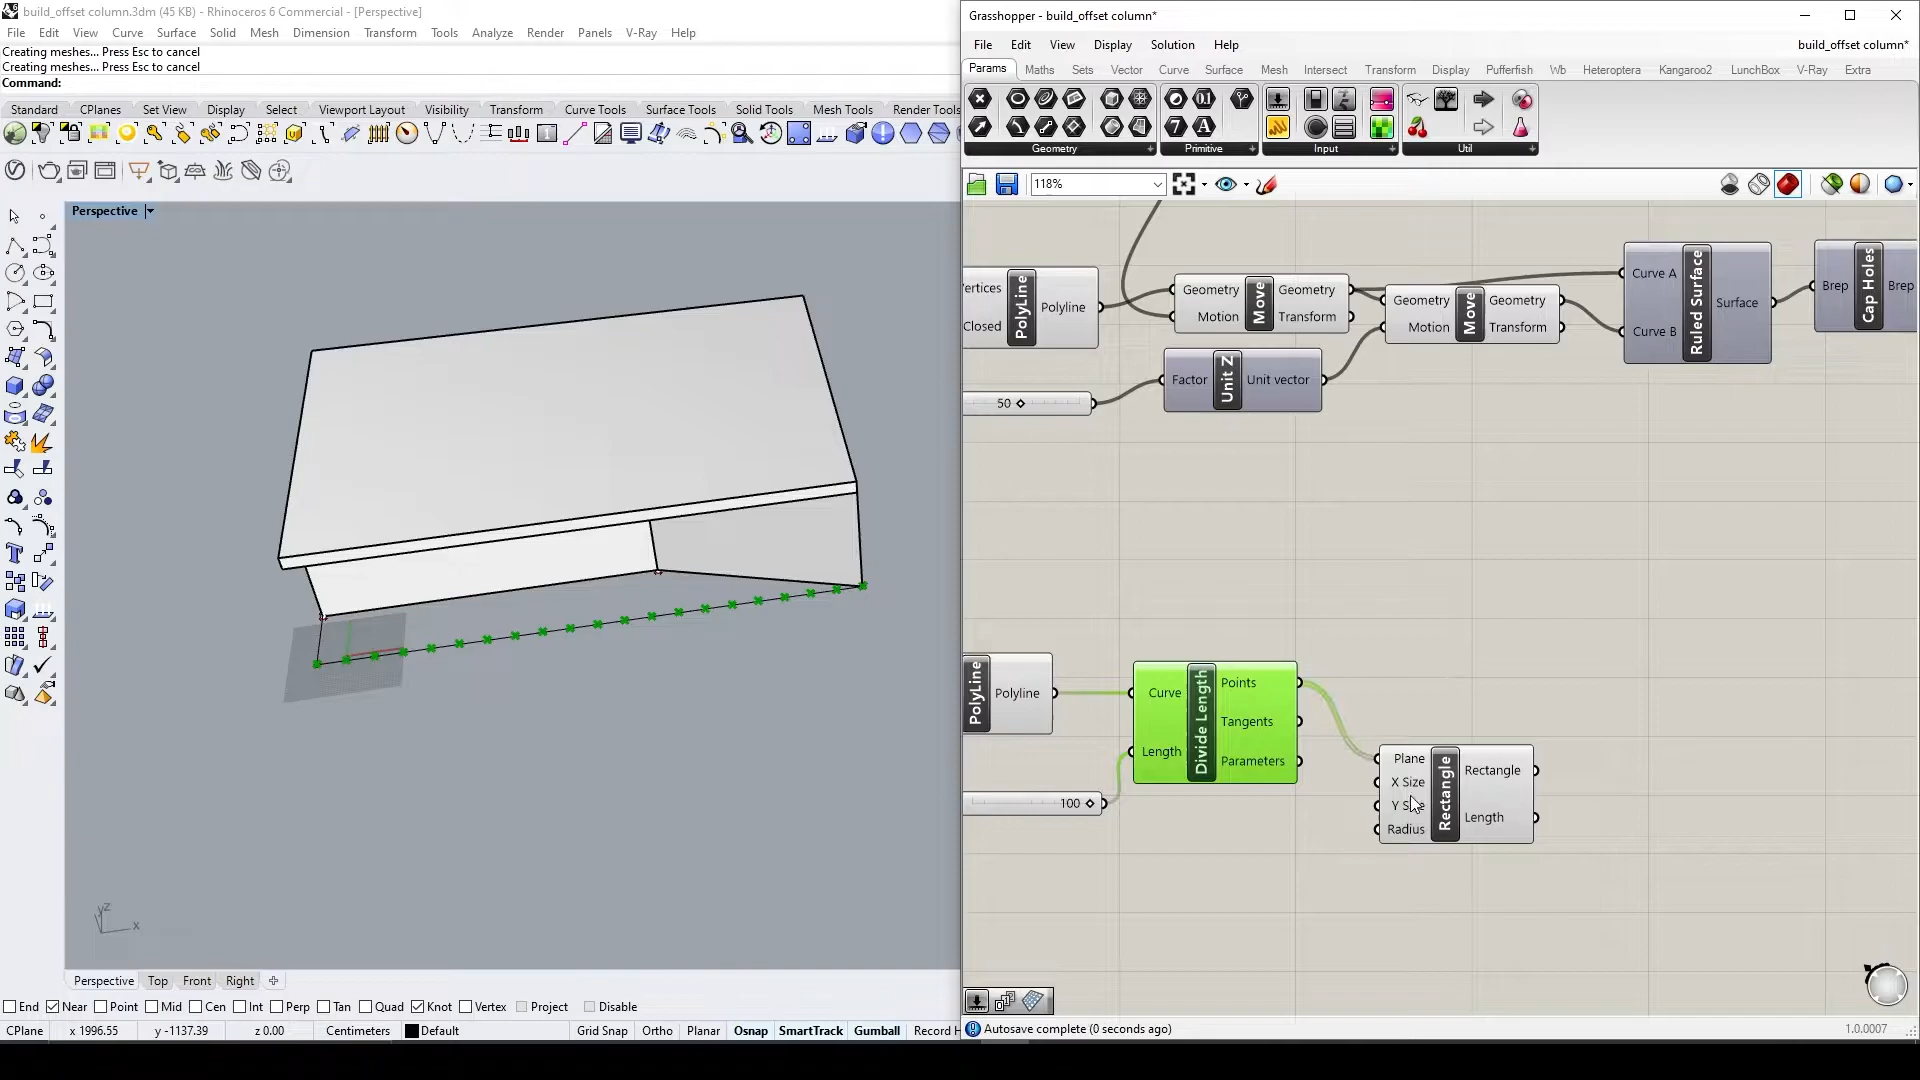 build_offset column.3dm (45 KB) - Rhinoceros 6 Commercial - [Perspective]
File Edit View Curve Surface Solid Mesh Dimension Transform Tools Analyze Render Panels V-Ray Help
Creating meshes... Press Esc to cancel
Creating meshes... Press Esc to cancel
Command:
Standard CPlanes Set View Display Select Viewport Layout Visibility Transform Curve Tools Surface Tools Solid Tools Mesh Tools Render Tools
Perspective
z
y
x
Perspective Top Front Right
End Near Point Mid Cen Int Perp Tan Quad Knot Vertex Project Disable
CPlane x 1996.55 y -1137.39 z 0.00 Centimeters Default Grid Snap Ortho Planar Osnap SmartTrack Gumball Record H
Grasshopper - build_offset column*
File Edit View Display Solution Help
build_offset column*
Params Maths Sets Vector Curve Surface Mesh Intersect Transform Display Pufferfish Wb Heteroptera Kangaroo2 LunchBox V-Ray Extra
Geometry Primitive Input Util
118%
Vertices
Closed
PolyLine
Polyline
Geometry
Motion
Move
Geometry
Transform
Geometry
Motion
Move
Geometry
Transform
Curve A
Curve B
Ruled Surface
Surface
Brep
Cap Holes
Brep
Factor
Unit Z
Unit vector
50
PolyLine
Polyline
Curve
Length
Divide Length
Points
Tangents
Parameters
100
Plane
X Size
Y Size
Radius
Rectangle
Rectangle
Length
Autosave complete (0 seconds ago)
1.0.0007